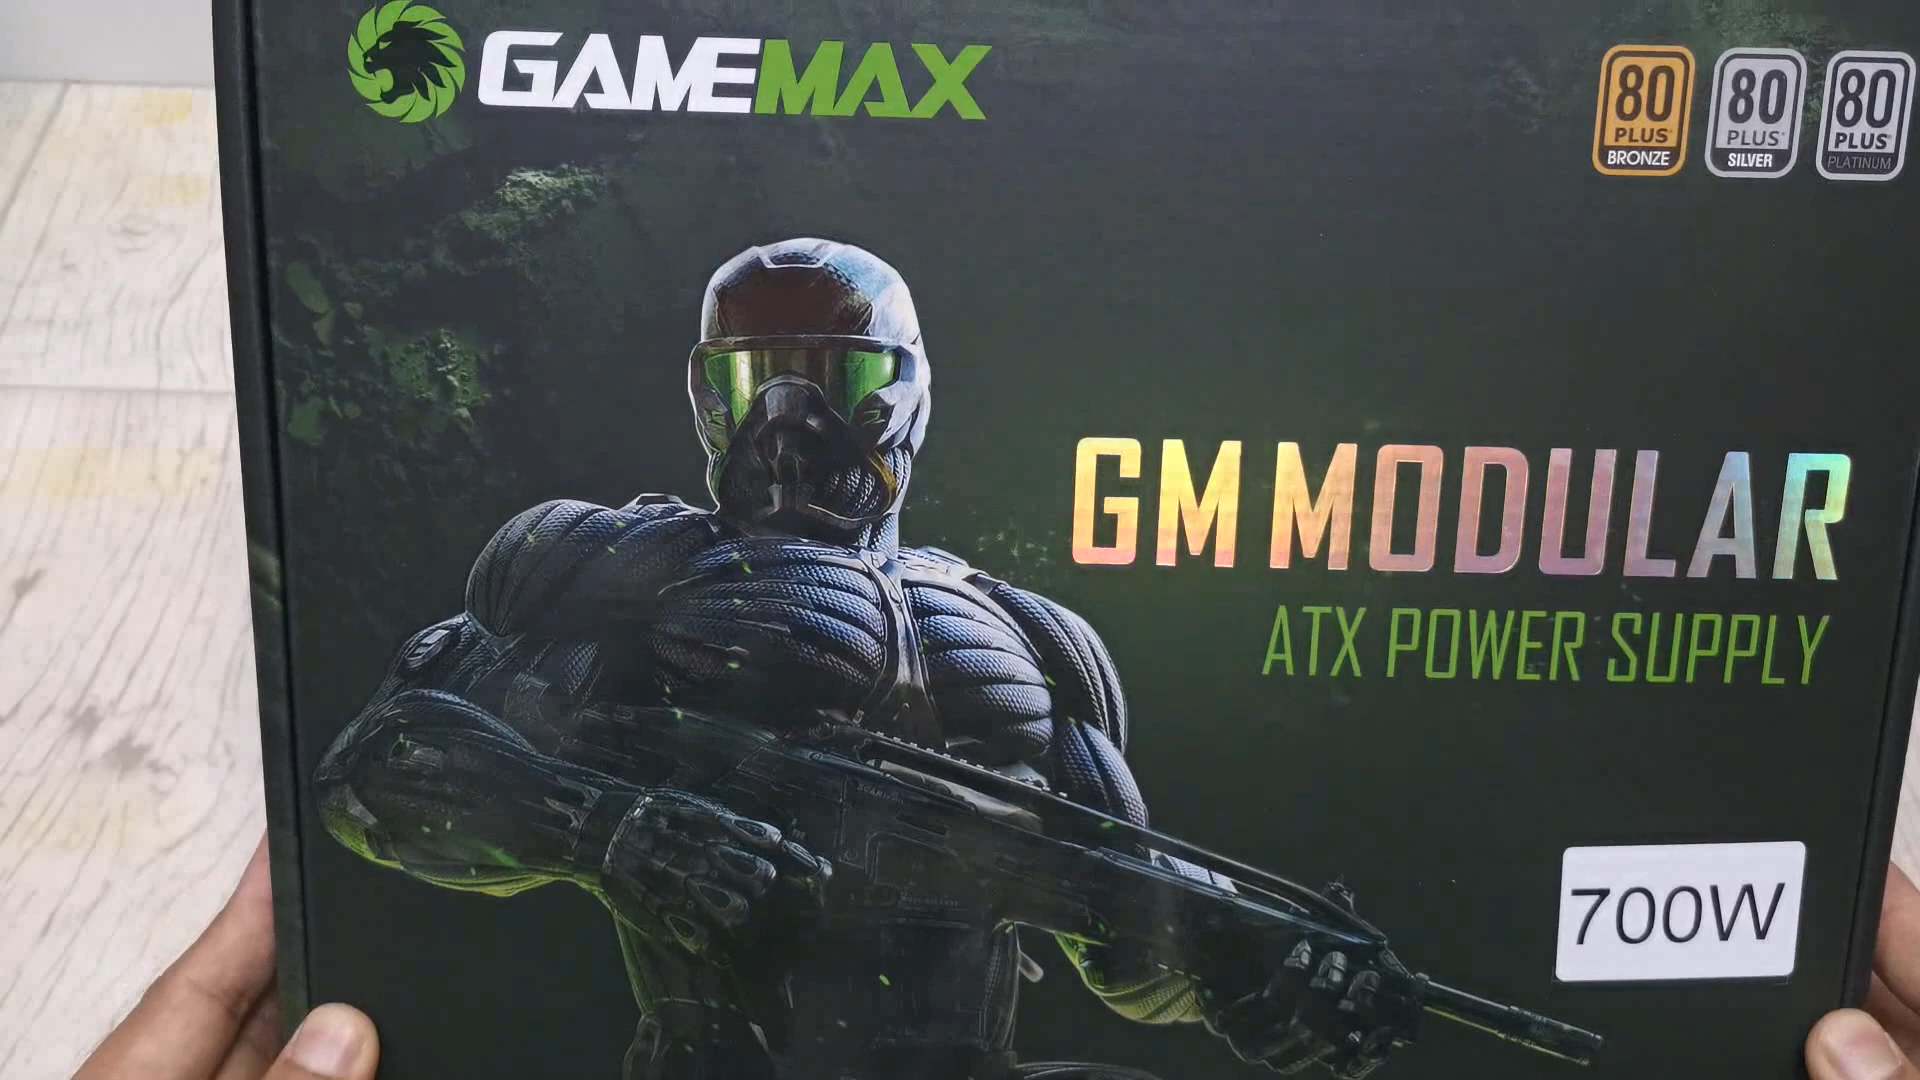 GAMEMAX
80 PLUS BRONZE
80 PLUS SILVER
80 PLUS PLATINUM
GM MODULAR
ATX POWER SUPPLY
700W